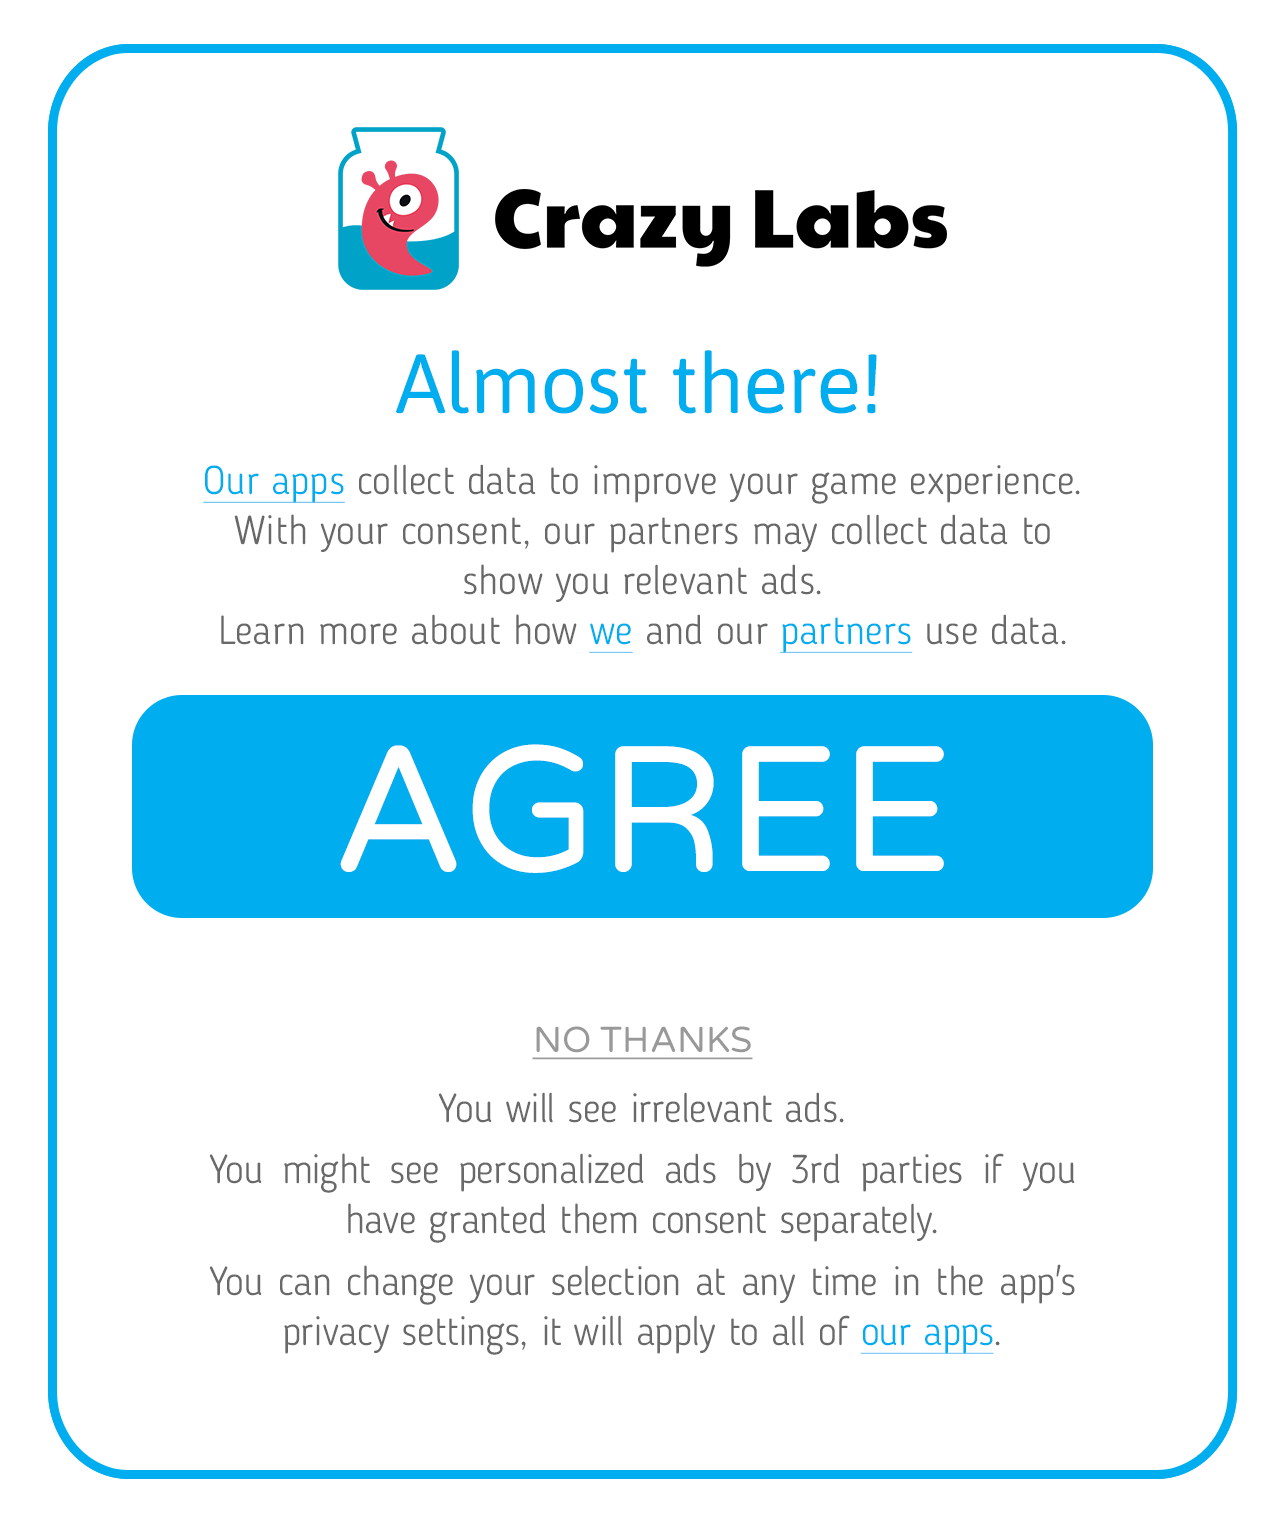 Crazy Labs
Almost there!
Our apps collect data to improve your game experience.
With your consent, our partners may collect data to
show you relevant ads.
Learn more about how we and our partners use data.
AGREE
NO THANKS
You will see irrelevant ads.
You might see personalized ads by 3rd parties if you
have granted them consent separately.
You can change your selection at any time in the app's
privacy settings, it will apply to all of our apps.